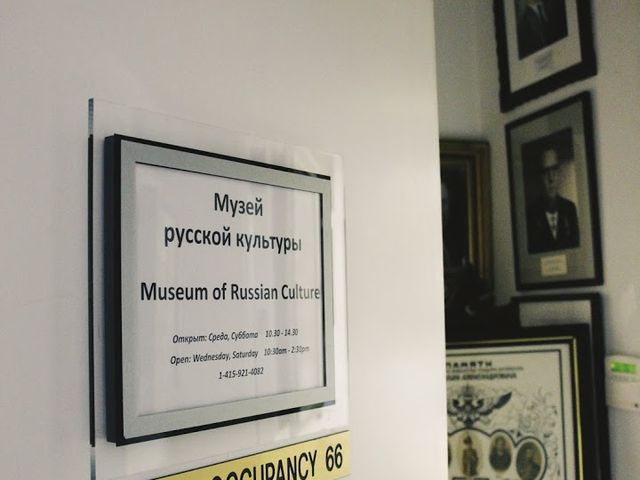 Музей
русской культуры
Museum of Russian Culture
Открыт: Среда, Суббота 10.30 - 14.30
Open: Wednesday, Saturday 10:30am - 2:30pm
1-415-921-4082
OCCUPANCY 66
ПАМЯТИ